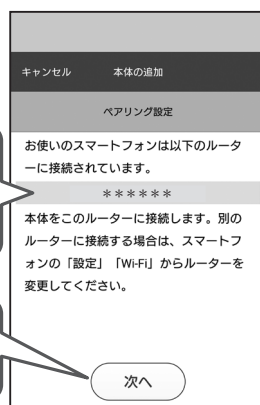 キャンセル 本体の追加
ペアリング設定
お使いのスマートフォンは以下のルータ
ーに接続されています。
******
本体をこのルーターに接続します。別の
ルーターに接続する場合は、スマートフ
ォンの「設定」「Wi-Fi」からルーターを
変更してください。
次へ